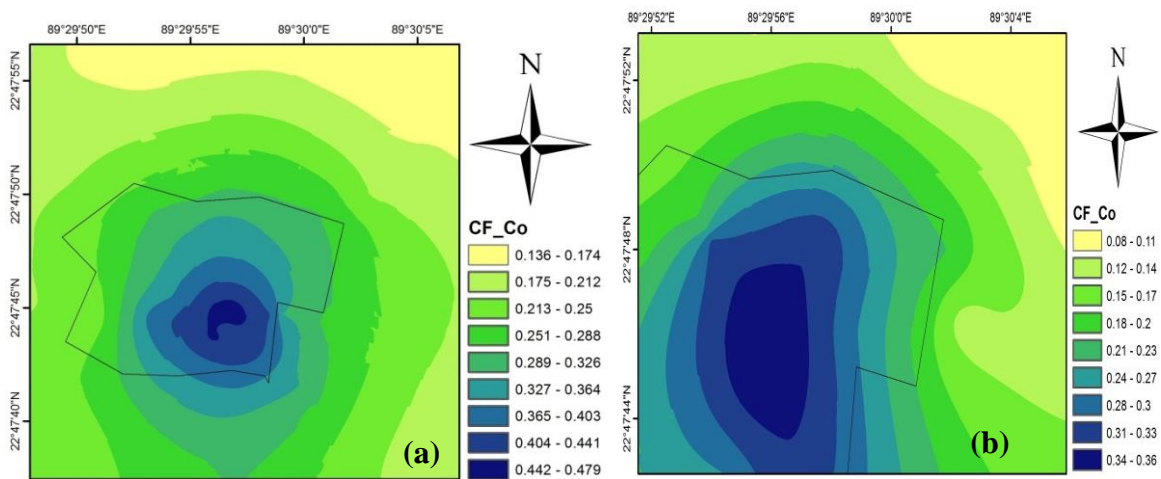 89°29'50"E 89°29'55"E 89°30'0"E 89°30'5"E
22°47'55"N
22°47'50"N
22°47'45"N
22°47'40"N
N
CF_Co
0.136 - 0.174
0.175 - 0.212
0.213 - 0.25
0.251 - 0.288
0.289 - 0.326
0.327 - 0.364
0.365 - 0.403
0.404 - 0.441
0.442 - 0.479
(a)
89°29'52"E 89°29'56"E 89°30'0"E 89°30'4"E
22°47'52"N
22°47'48"N
22°47'44"N
N
CF_Co
0.08 - 0.11
0.12 - 0.14
0.15 - 0.17
0.18 - 0.2
0.21 - 0.23
0.24 - 0.27
0.28 - 0.3
0.31 - 0.33
0.34 - 0.36
(b)